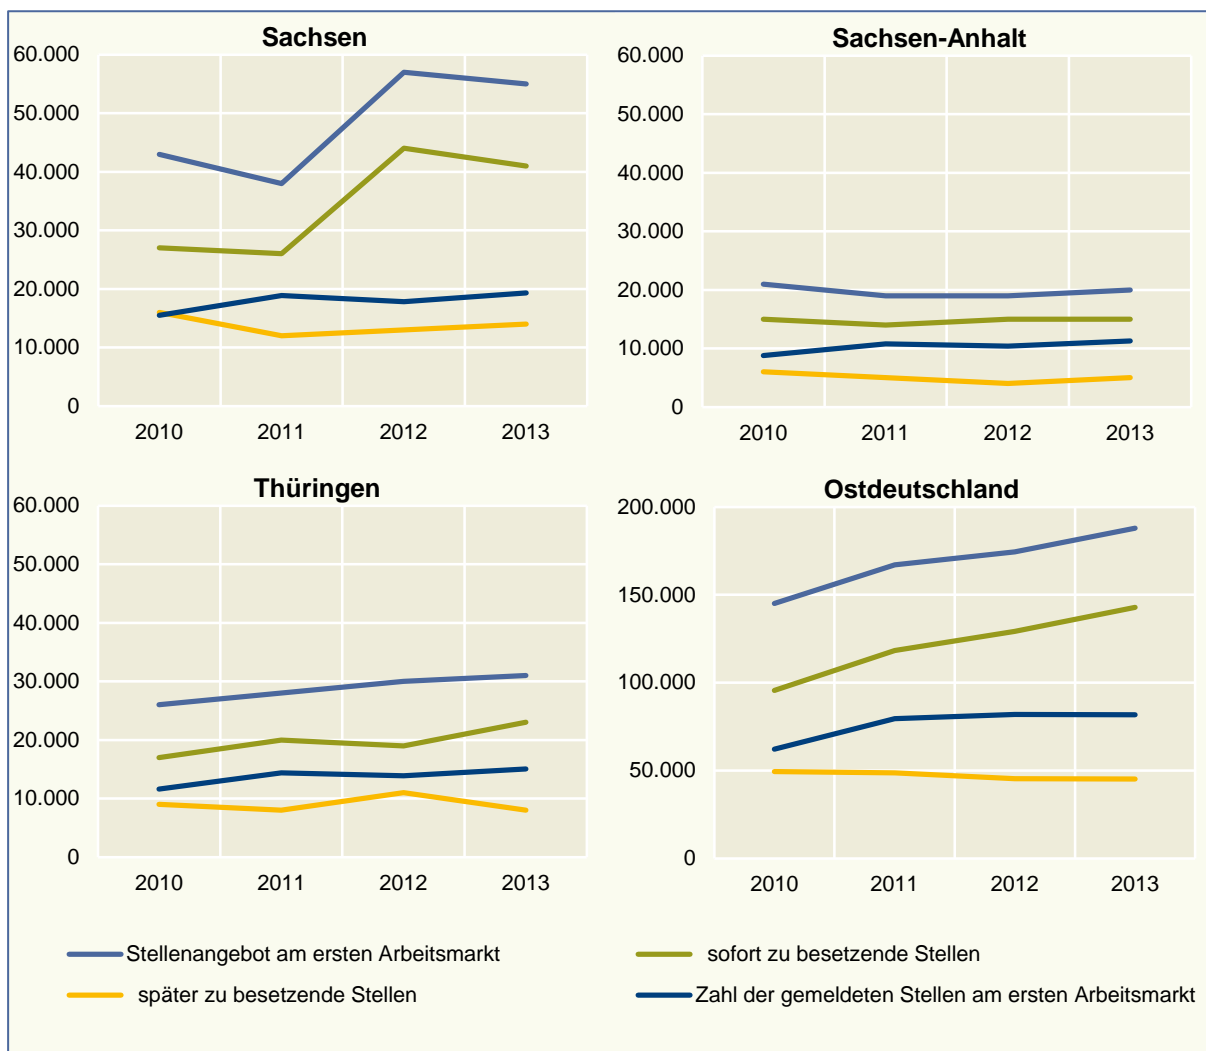 Sachsen
60.000
50.000
40.000
30.000
20.000
10.000
0
2010 2011 2012 2013
Sachsen-Anhalt
60.000
50.000
40.000
30.000
20.000
10.000
0
2010 2011 2012 2013
Thüringen
60.000
50.000
40.000
30.000
20.000
10.000
0
2010 2011 2012 2013
Ostdeutschland
200.000
150.000
100.000
50.000
0
2010 2011 2012 2013
Stellenangebot am ersten Arbeitsmarkt
sofort zu besetzende Stellen
später zu besetzende Stellen
Zahl der gemeldeten Stellen am ersten Arbeitsmarkt